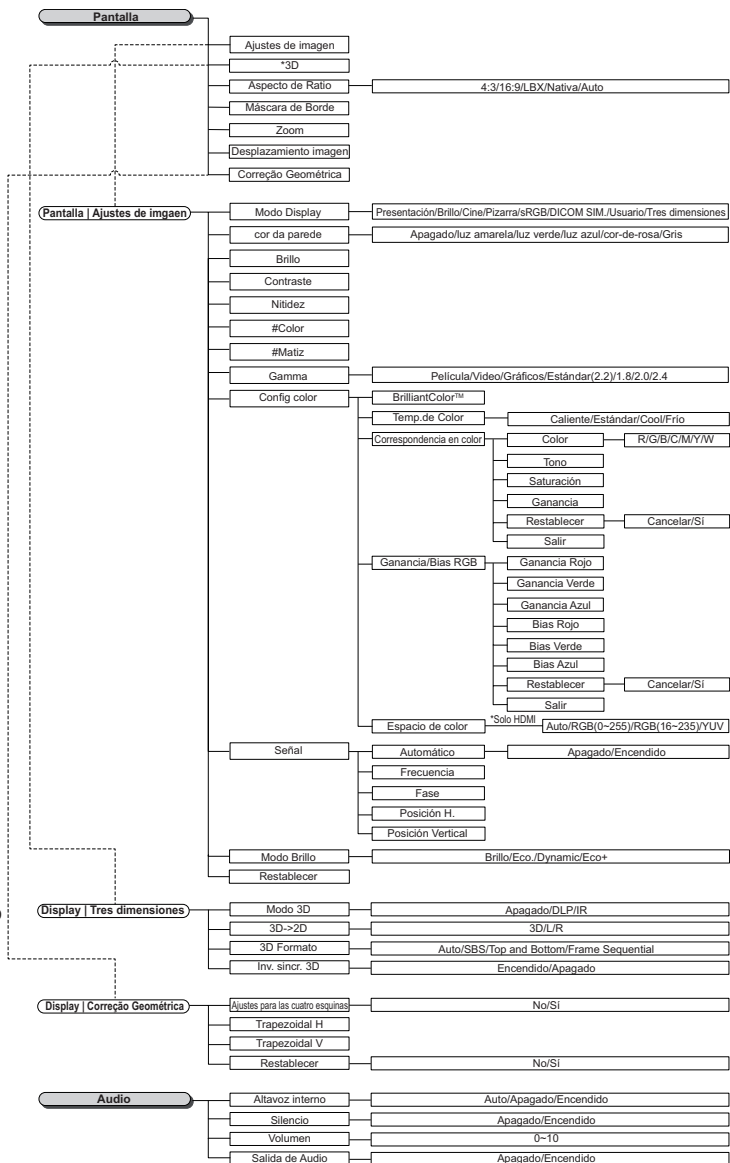 Pantalla
Ajustes de imagen
*3D
Aspecto de Ratio 4:3/16:9/LBX/Nativa/Auto
Máscara de Borde
Zoom
Desplazamiento imagen
Correção Geométrica
Pantalla | Ajustes de imgaen Modo Display Presentación/Brillo/Cine/Pizarra/sRGB/DICOM SIM./Usuario/Tres dimensiones
cor da parede Apagado/luz amarela/luz verde/luz azul/cor-de-rosa/Gris
Brillo
Contraste
Nitidez
#Color
#Matiz
Gamma Película/Video/Gráficos/Estándar(2.2)/1.8/2.0/2.4
Config color BrilliantColor™
Temp.de Color Caliente/Estándar/Cool/Frío
Correspondencia en color Color R/G/B/C/M/Y/W
Tono
Saturación
Ganancia
Restablecer Cancelar/Sí
Salir
Ganancia/Bias RGB Ganancia Rojo
Ganancia Verde
Ganancia Azul
Bias Rojo
Bias Verde
Bias Azul
Restablecer Cancelar/Sí
Salir
Espacio de color *Solo HDMI Auto/RGB(0~255)/RGB(16~235)/YUV
Señal Automático Apagado/Encendido
Frecuencia
Fase
Posición H.
Posición Vertical
Modo Brillo Brillo/Eco./Dynamic/Eco+
Restablecer
Display | Tres dimensiones Modo 3D Apagado/DLP/IR
3D->2D 3D/L/R
3D Formato Auto/SBS/Top and Bottom/Frame Sequential
Inv. sincr. 3D Encendido/Apagado
Display | Correção Geométrica Ajustes para las cuatro esquinas No/Sí
Trapezoidal H
Trapezoidal V
Restablecer No/Sí
Audio Altavoz interno Auto/Apagado/Encendido
Silencio Apagado/Encendido
Volumen 0~10
Salida de Audio Apagado/Encendido